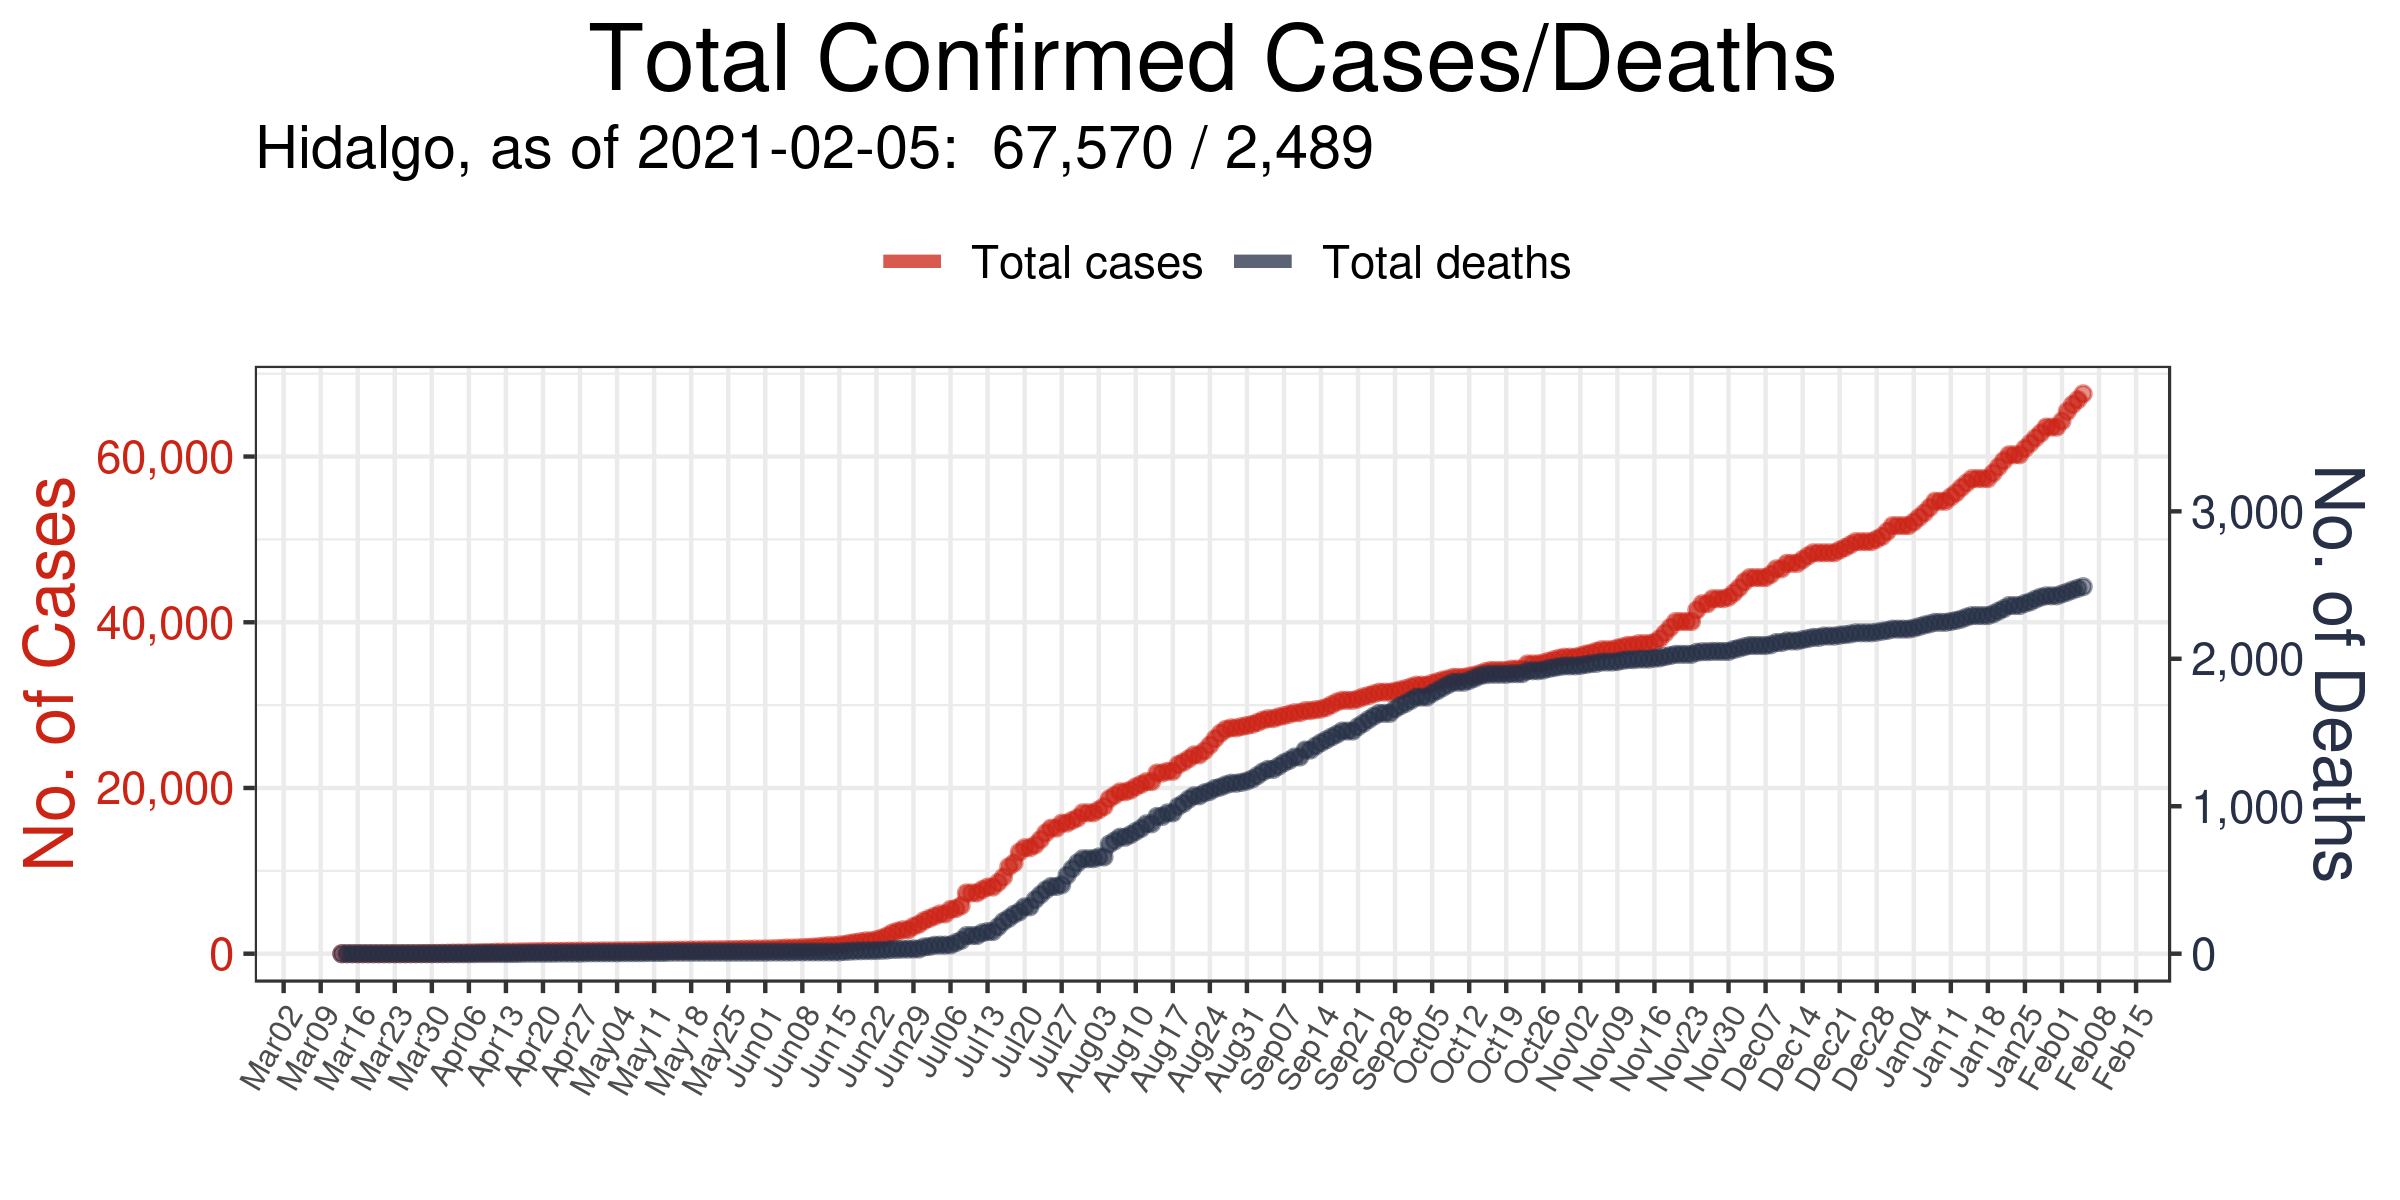 Total Confirmed Cases/Deaths
Hidalgo, as of 2021-02-05:  67,570 / 2,489
Total cases
Total deaths
No. of Cases
60,000
40,000
20,000
0
3,000
2,000
1,000
0
No. of Deaths
Mar02
Mar09
Mar16
Mar23
Mar30
Apr06
Apr13
Apr20
Apr27
May04
May11
May18
May25
Jun01
Jun08
Jun15
Jun22
Jun29
Jul06
Jul13
Jul20
Jul27
Aug03
Aug10
Aug17
Aug24
Aug31
Sep07
Sep14
Sep21
Sep28
Oct05
Oct12
Oct19
Oct26
Nov02
Nov09
Nov16
Nov23
Nov30
Dec07
Dec14
Dec21
Dec28
Jan04
Jan11
Jan18
Jan25
Feb01
Feb08
Feb15